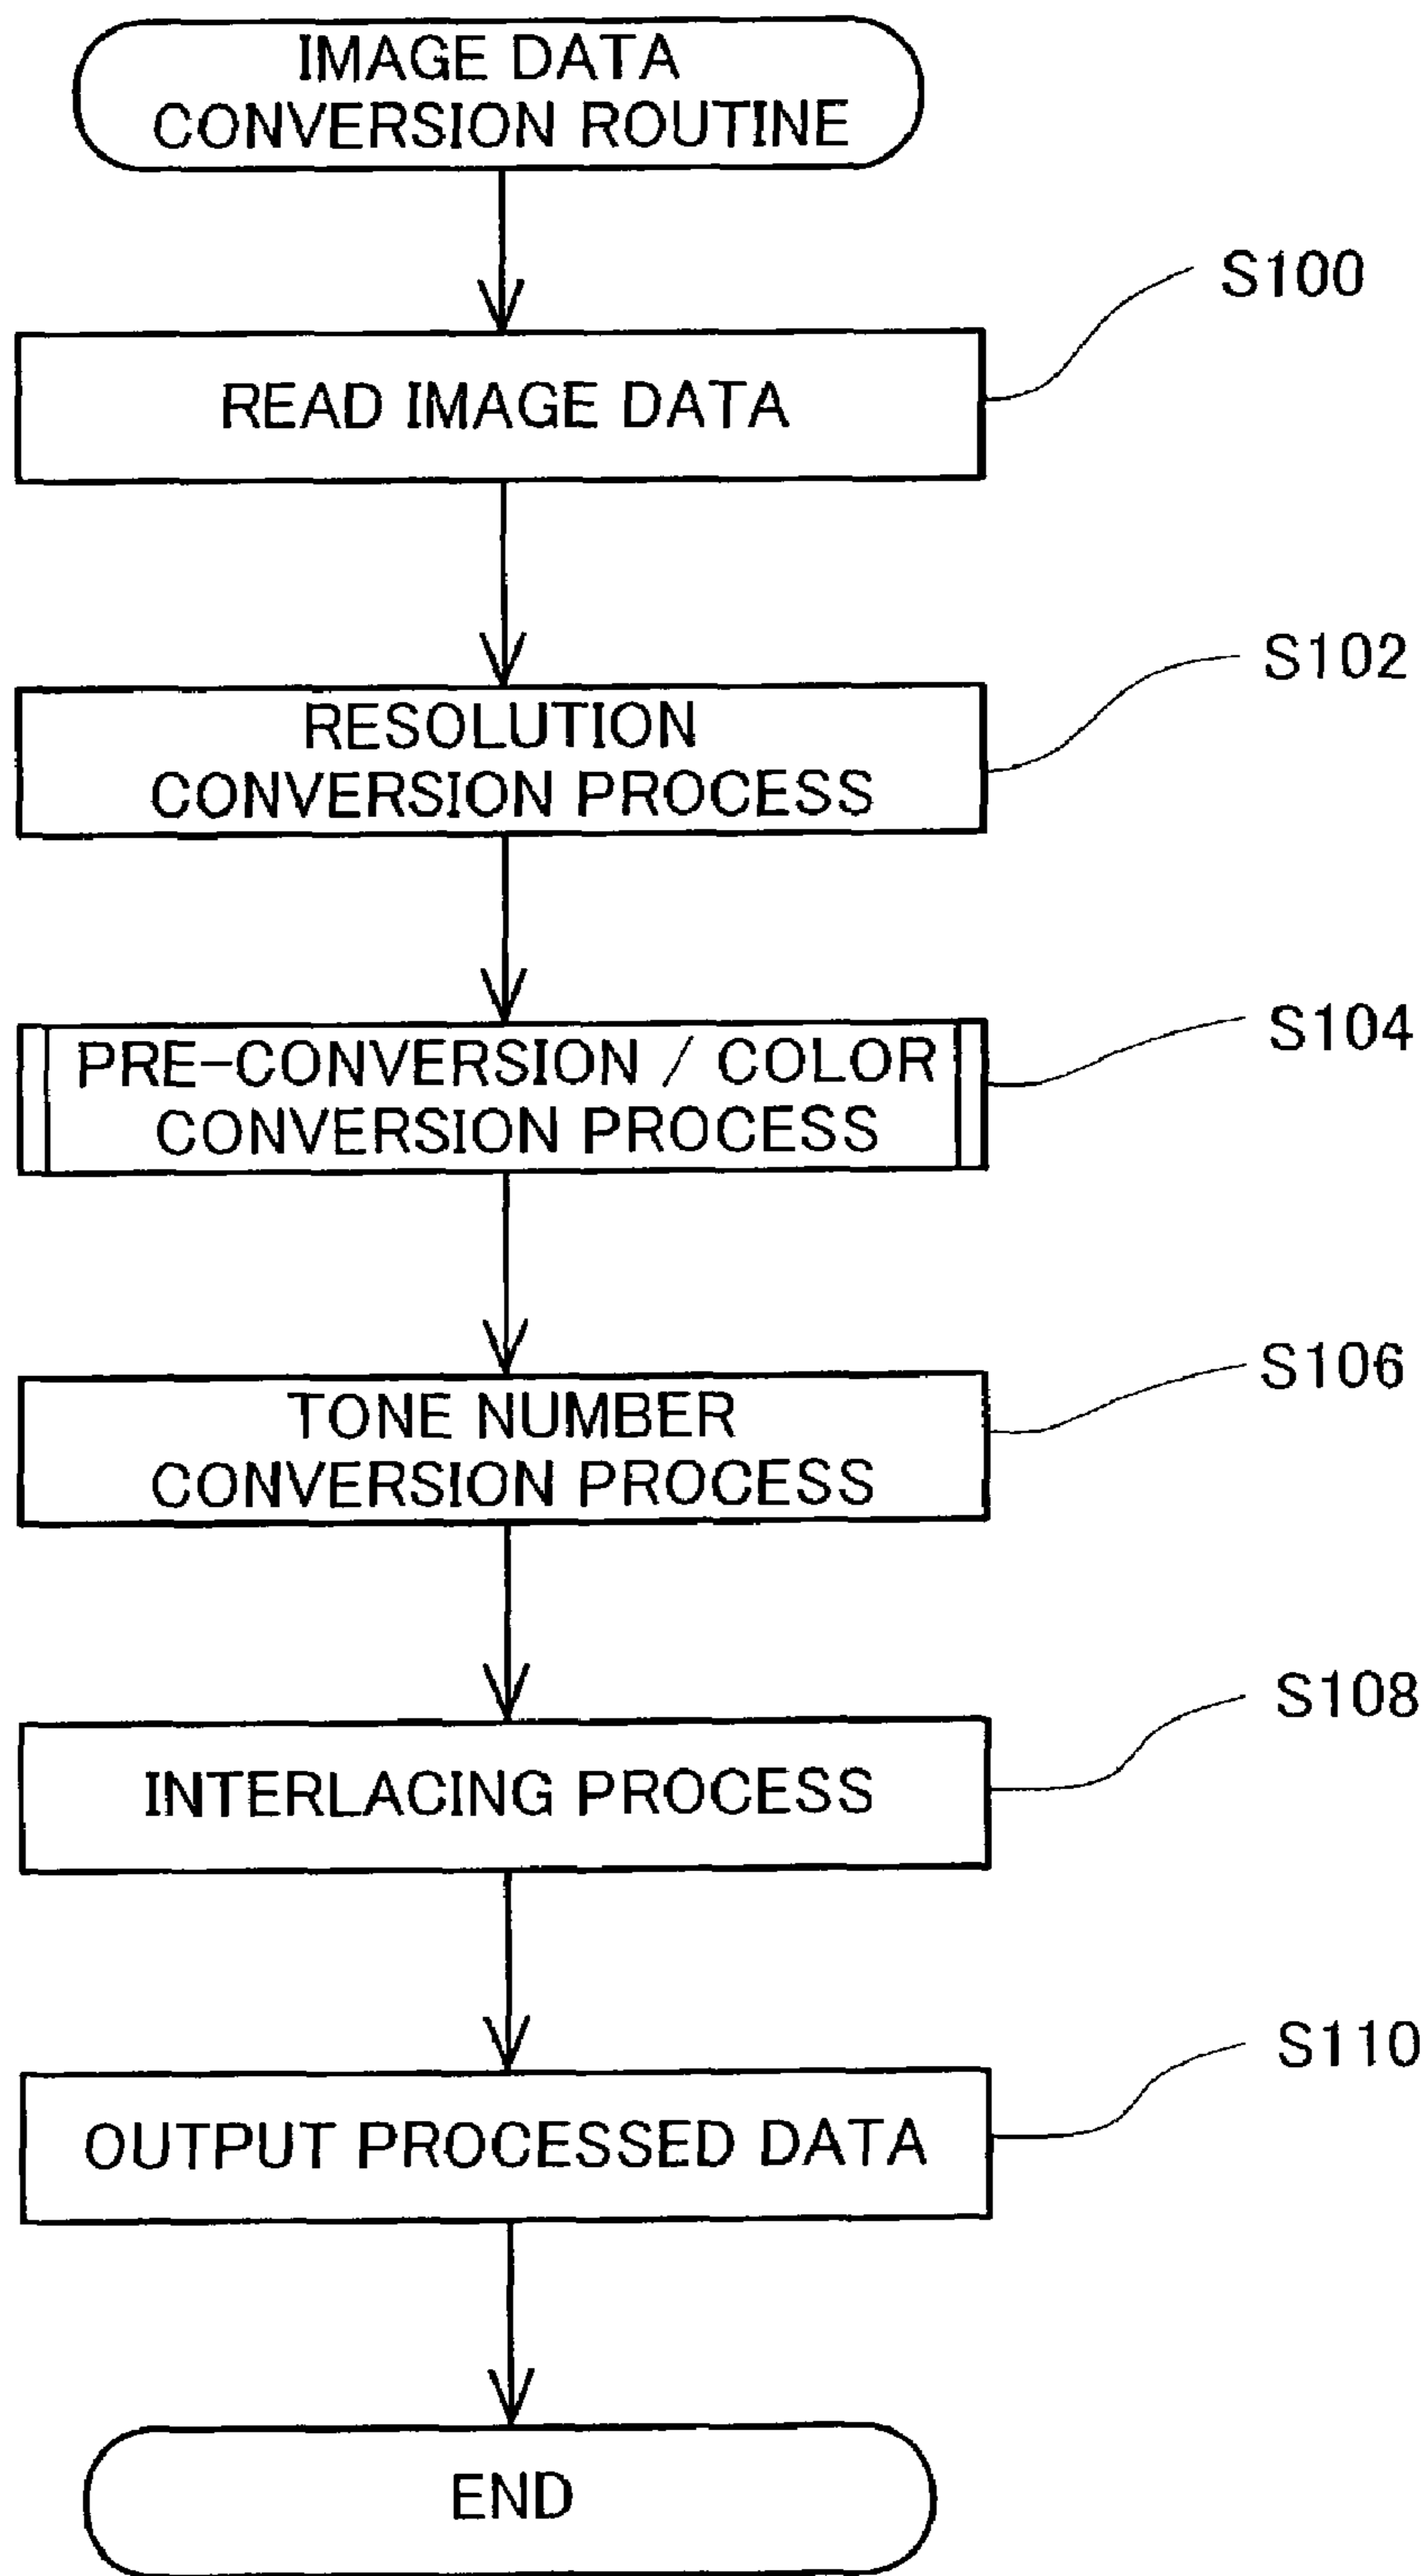 IMAGE DATA
CONVERSION ROUTINE
S100
READ IMAGE DATA
S102
RESOLUTION
CONVERSION PROCESS
S104
PRE-CONVERSION / COLOR
CONVERSION PROCESS
S106
TONE NUMBER
CONVERSION PROCESS
S108
INTERLACING PROCESS
S110
OUTPUT PROCESSED DATA
END